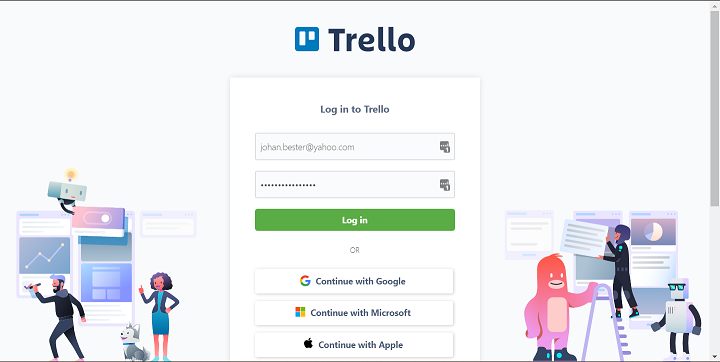 Trello
Log in to Trello
johan.bester@yahoo.com
••••••••••••••••
Log in
OR
Continue with Google
Continue with Microsoft
Continue with Apple